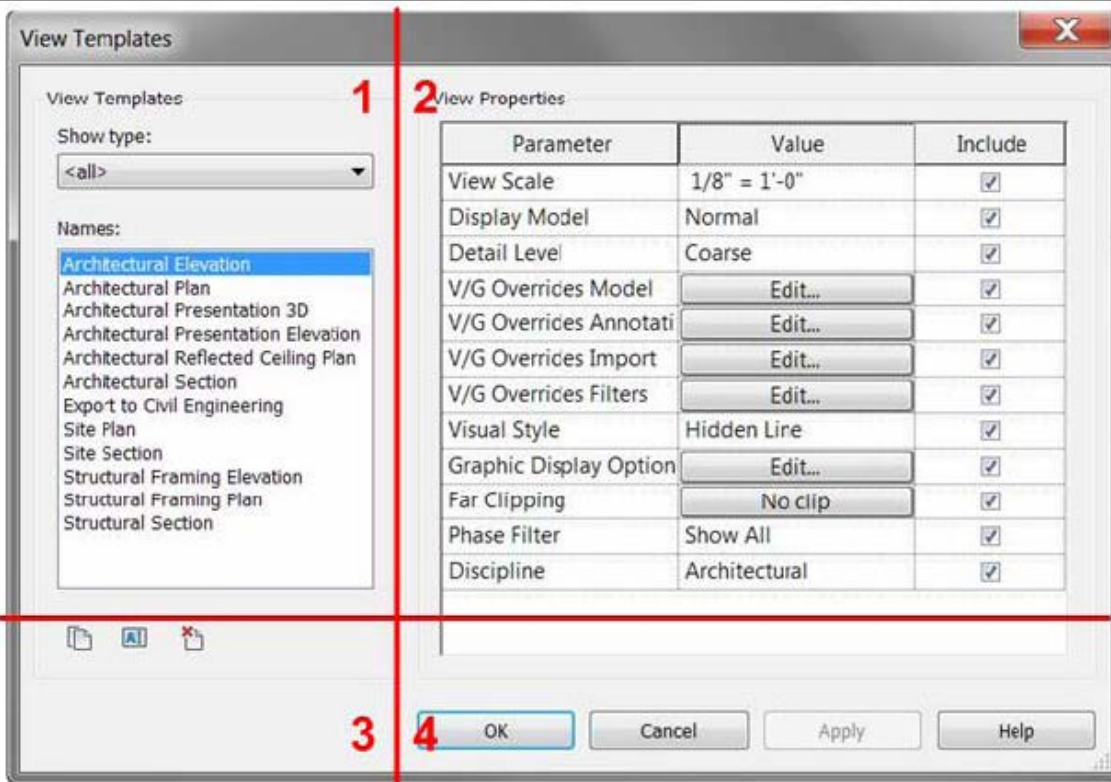 View Templates
1
2
View Templates
Show type:
<all>
Names:
Architectural Elevation
Architectural Plan
Architectural Presentation 3D
Architectural Presentation Elevation
Architectural Reflected Ceiling Plan
Architectural Section
Export to Civil Engineering
Site Plan
Site Section
Structural Framing Elevation
Structural Framing Plan
Structural Section
View Properties
Parameter Value Include
View Scale 1/8" = 1'-0"
Display Model Normal
Detail Level Coarse
V/G Overrides Model Edit...
V/G Overrides Annotati Edit...
V/G Overrides Import Edit...
V/G Overrides Filters Edit...
Visual Style Hidden Line
Graphic Display Option Edit...
Far Clipping No clip
Phase Filter Show All
Discipline Architectural
A
3
4
OK Cancel Apply Help